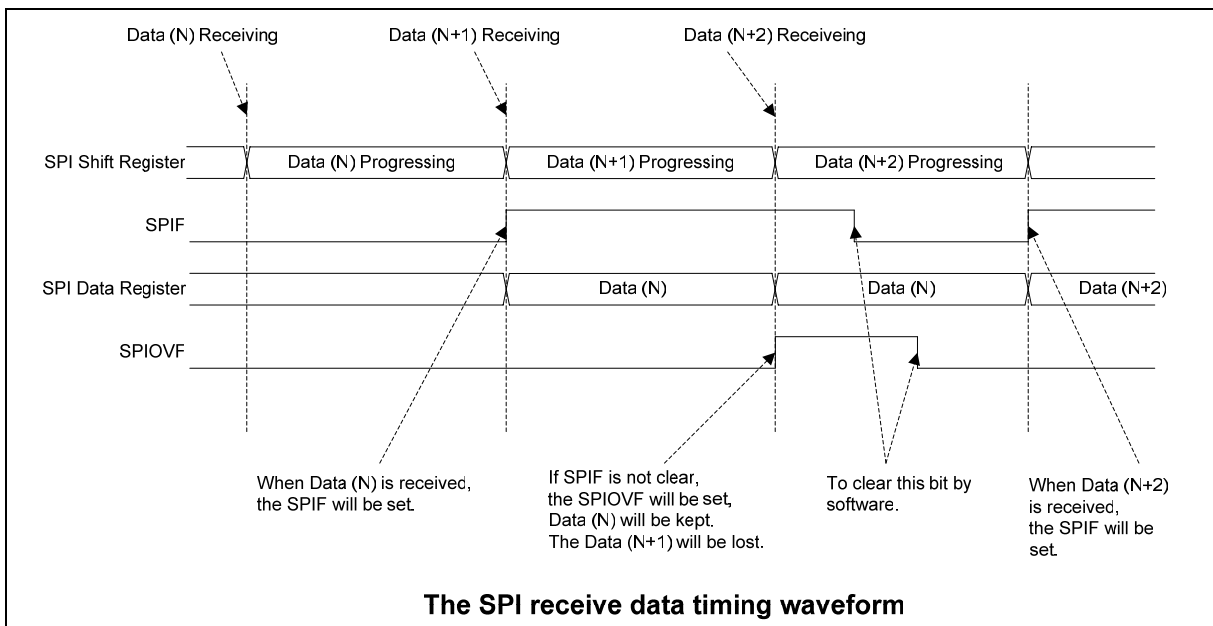 Data (N) Receiving
Data (N+1) Receiving
Data (N+2) Receiveing
SPI Shift Register
Data (N) Progressing
Data (N+1) Progressing
Data (N+2) Progressing
SPIF
SPI Data Register
Data (N)
Data (N)
Data (N+2)
SPIOVF
When Data (N) is received,
the SPIF will be set.
If SPIF is not clear,
the SPIOVF will be set,
Data (N) will be kept.
The Data (N+1) will be lost.
To clear this bit by
software.
When Data (N+2)
is received,
the SPIF will be
set.
The SPI receive data timing waveform